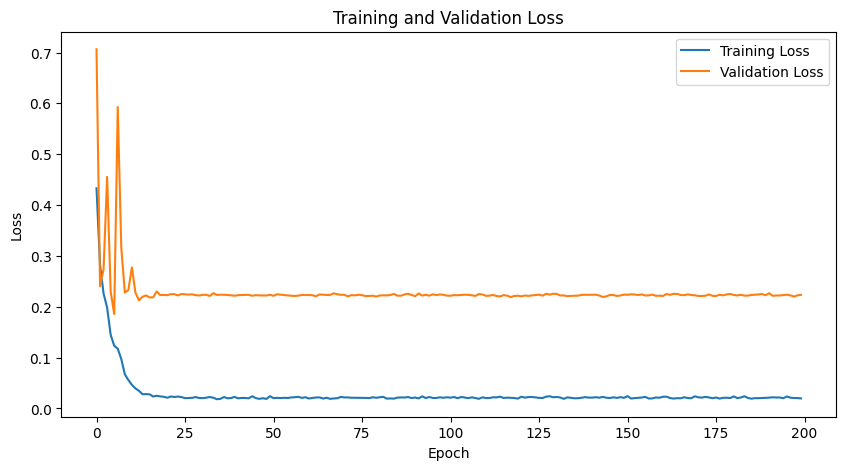 Training and Validation Loss
Training Loss
Validation Loss
0.7
0.6
0.5
0.4
0.3
0.2
0.1
0.0
Loss
0 25 50 75 100 125 150 175 200
Epoch